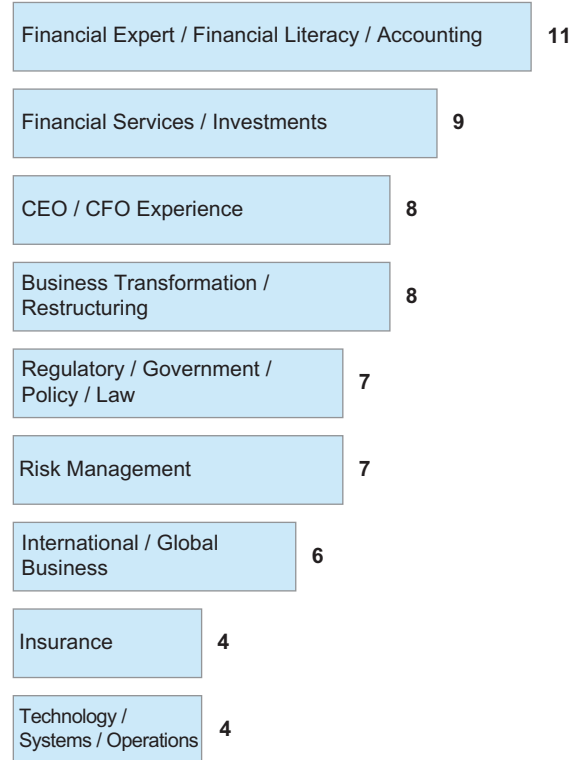 Financial Expert / Financial Literacy / Accounting 11
Financial Services / Investments 9
CEO / CFO Experience 8
Business Transformation /
Restructuring 8
Regulatory / Government /
Policy / Law 7
Risk Management 7
International / Global
Business 6
Insurance 4
Technology /
Systems / Operations 4